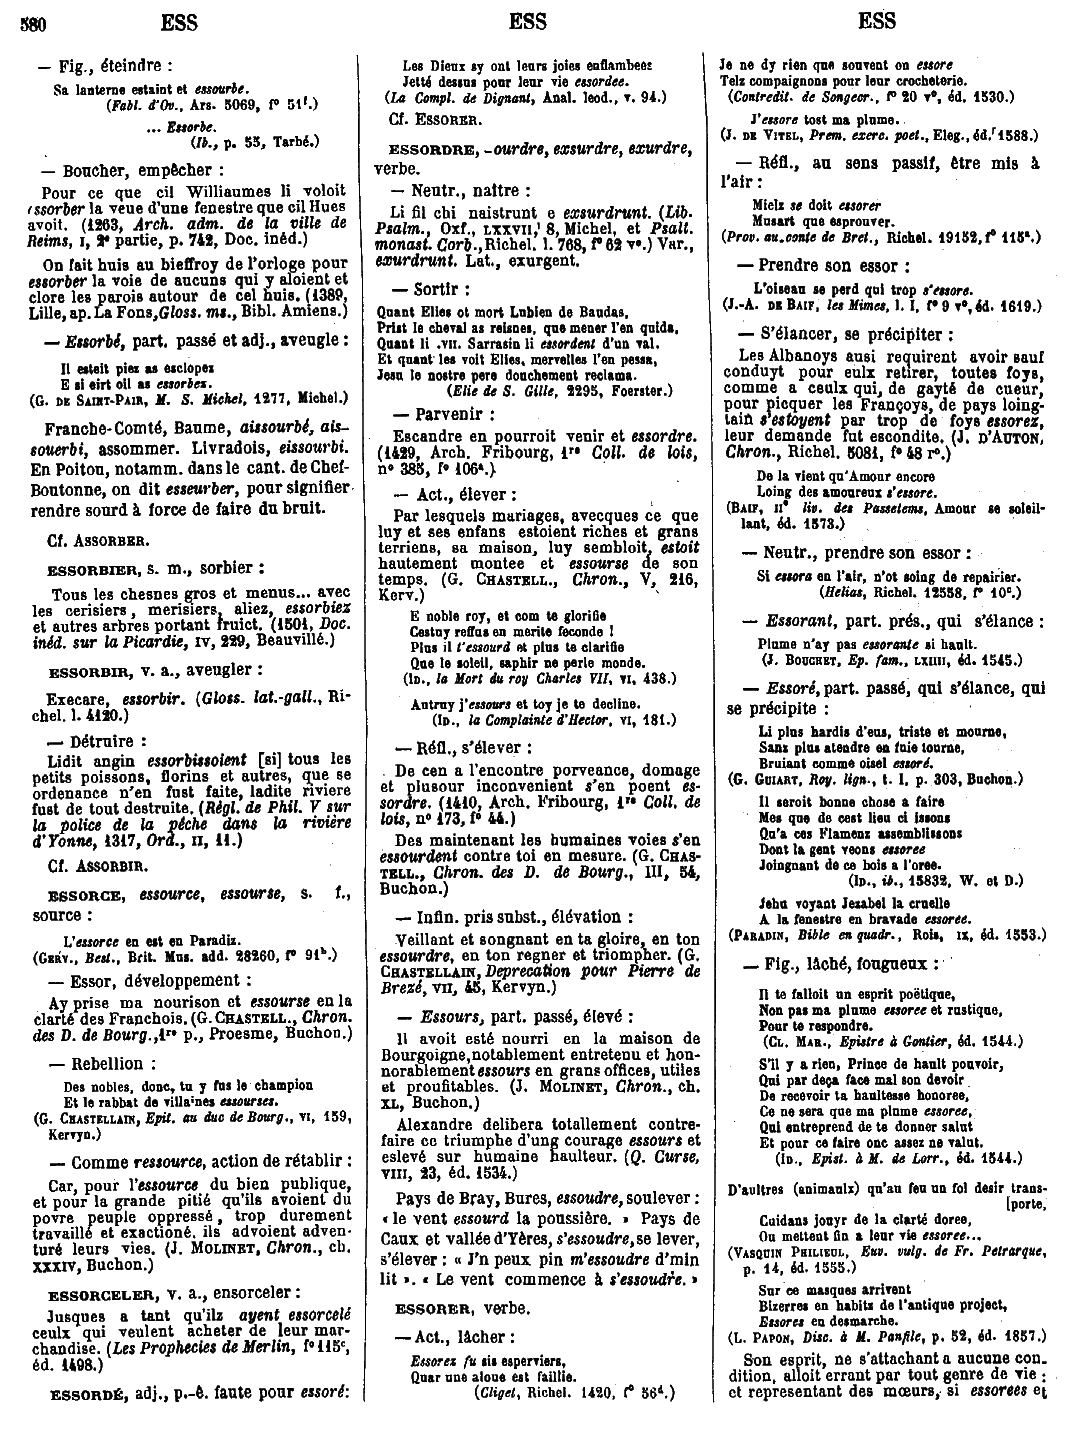 580 ESS ESS ESS
— Fig., éteindre :
Sa lanterne estaint et essourbe.
(Fabl. d'Ov., Ars. 5069, f° 51f.)
... Essorbe.
(Ib., p. 55, Tarbé.)
— Boucher, empêcher :
Pour ce que cil Williaumes li voloit
essorber la veue d'une fenestre que cil Hues
avoit. (1263, Arch. adm. de la ville de
Reims, I, 2e partie, p. 742, Doc. inéd.)
On fait huis au bieffroy de l'orloge pour
essorber la voie de aucuns qui y aloient et
clore les parois autour de cel huis. (1389,
Lille, ap. La Fons, Gloss. ms., Bibl. Amiens.)
— Essorbé, part. passé et adj., aveugle :
Il esteit piez as esclopez
E si eirt oil as essorbez.
(G. DE SAINT-PAIR, M. S. Michel, 1277, Michel.)
Franche-Comté, Baume, aissourbé, ais-
souerbi, assommer. Livradois, eissourbi.
En Poitou, notamm. dans le cant. de Chef-
Boutonne, on dit esseurber, pour signifier
rendre sourd à force de faire du bruit.
Cf. ASSORBER.
ESSORBIER, s. m., sorbier :
Tous les chesnes gros et menus... avec
les cerisiers, merisiers, aliez, essorbiez
et autres arbres portant fruict. (1501, Doc.
inéd. sur la Picardie, IV, 229, Beauvillé.)
ESSORBIR, v. a., aveugler :
Execare, essorbir. (Gloss. lat.-gall., Ri-
chel. l. 4120.)
— Détruire :
Lidit angin essorbissoient [si] tous les
petits poissons, florins et autres, que se
ordenance n'en fust faite, ladite riviere
fust de tout destruite. (Régl. de Phil. V sur
la police de la pêche dans la rivière
d'Yonne, 1317, Ord., II, 11.)
Cf. ASSORBIR.
ESSORCE, essource, essourse, s. f.,
source :
L'essorce en est en Paradiz.
(GERV., Best., Brit. Mus. add. 28260, f° 91b.)
— Essor, développement :
Ay prise ma nourison et essourse en la
clarté des Franchois. (G. CHASTELL., Chron.
des D. de Bourg., 1re p., Proesme, Buchon.)
— Rebellion :
Des nobles, donc, tu y fus le champion
Et le rabbat de villaines essourses.
(G. CHASTELLAIN, Epit. au duc de Bourg., VI, 159,
Kervyn.)
— Comme ressource, action de rétablir :
Car, pour l'essource du bien publique,
et pour la grande pitié qu'ils avoient du
povre peuple oppressé, trop durement
travaillé et exactioné, ils advoient adven-
turé leurs vies. (J. MOLINET, Chron., ch.
XXXIV, Buchon.)
ESSORCELER, v. a., ensorceler :
Jusques a tant qu'ilz ayent essorcelé
ceulx qui veulent acheter de leur mar-
chandise. (Les Prophecies de Merlin, f° 115c,
éd. 1498.)
ESSORDÉ, adj., p.-ê. faute pour essoré:
Les Dieux ay ont leurs joies enflambees
Jetté dessus pour leur vie essordee.
(La Compl. de Dignant, Anal. leod., v. 94.)
Cf. ESSORER.
ESSORDRE, -ourdre, exsurdre, exurdre,
verbe.
— Neutr., naître :
Li fil chi naistrunt e exsurdrunt. (Lib.
Psalm., Oxf., LXXVII, 8, Michel, et Psalt.
monast. Corb., Richel. l. 768, f° 62 v°.) Var.,
exurdrunt. Lat., exurgent.
— Sortir :
Quant Elies ot mort Lubien de Baudas,
Prist le cheval as reisnes, que mener l'en quida,
Quant li .VII. Sarrasin li essordent d'un val.
Et quant les voit Elies, mervelles l'en pessa,
Jesu le nostre pere douchement reclama.
(Elie de S. Gille, 2295, Foerster.)
— Parvenir :
Escandre en pourroit venir et essordre.
(1429, Arch. Fribourg, 1re Coll. de lois,
n° 385, f° 106a.)
— Act., élever :
Par lesquels mariages, avecques ce que
luy et ses enfans estoient riches et grans
terriens, sa maison, luy sembloit, estoit
hautement montee et essourse de son
temps. (G. CHASTELL., Chron., V, 216,
Kerv.)
E noble roy, et com te glorifie
Cestuy reffus en merite feconde !
Plus il t'essourd et plus te clarifie
Que le soleil, saphir ne perle monde.
(ID., la Mort du roy Charles VII, VI, 438.)
Autruy j'essours et toy je te decline.
(ID., la Complainte d'Hector, VI, 181.)
— Réfl., s'élever :
De cen a l'encontre porveance, domage
et plusour inconvenient s'en poent es-
sordre. (1410, Arch. Fribourg, 1re Coll. de
lois, n° 173, f° 44.)
Des maintenant les humaines voies s'en
essourdent contre toi en mesure. (G. CHAS-
TELL., Chron. des D. de Bourg., III, 54,
Buchon.)
— Infin. pris subst., élévation :
Veillant et songnant en ta gloire, en ton
essourdre, en ton regner et triompher. (G.
CHASTELLAIN, Deprecation pour Pierre de
Brezé, VII, 45, Kervyn.)
— Essours, part. passé, élevé :
Il avoit esté nourri en la maison de
Bourgoigne, notablement entretenu et hon-
norablement essours en grans offices, utiles
et proufitables. (J. MOLINET, Chron., ch.
XL, Buchon.)
Alexandre delibera totallement contre-
faire ce triumphe d'ung courage essours et
eslevé sur humaine haulteur. (Q. Curse,
VIII, 23, éd. 1534.)
Pays de Bray, Bures, essoudre, soulever :
« le vent essourd la poussière. » Pays de
Caux et vallée d'Yères, s'essoudre, se lever,
s'élever : « J'n peux pin m'essoudre d'min
lit ». « Le vent commence à s'essoudre. »
ESSORER, verbe.
— Act., lâcher :
Essorez fu sis esperviers,
Quar une aloue est faillie.
(Cliget, Richel. 1420, f° 36d.)
Je ne dy rien que souvent on essore
Telz compaignons pour leur crocheterie.
(Contredit. de Songecr., f° 20 v°, éd. 1530.)
J'essore tost ma plume.
(J. DE VITEL, Prem. exerc. poet., Eleg., éd. 1588.)
— Réfl., au sens passif, être mis à
l'air :
Mielz se doit essorer
Musart que esprouver.
(Prov. au conte de Bret., Richel. 19152, f° 115a.)
— Prendre son essor :
L'oiseau se perd qui trop s'essore.
(J.-A. DE BAIF, les Mimes, l. I, f° 9 v°, éd. 1619.)
— S'élancer, se précipiter :
Les Albanoys ausi requirent avoir sauf
conduyt pour eulx retirer, toutes foys,
comme a ceulx qui, de gayté de cueur,
pour picquer les Françoys, de pays loing-
tain s'estoyent par trop de foys essorez,
leur demande fut escondite. (J. D'AUTON,
Chron., Richel. 5081, f° 48 r°.)
De la vient qu'Amour encore
Loing des amoureux s'essore.
(BAIF, IIe liv. des Passetems, Amour se soleil-
lant, éd. 1573.)
— Neutr., prendre son essor :
Si essora en l'air, n'ot soing de repairier.
(Helias, Richel. 12558, f° 10c.)
— Essorant, part. prés., qui s'élance :
Plume n'ay pas essorante si hault.
(J. BOUCHET, Ep. fam., LXIIII, éd. 1545.)
— Essoré, part. passé, qui s'élance, qui
se précipite :
Li plus hardis d'eus, triste et mourne,
Sanz plus atendre en fuie tourne,
Bruiant comme oisel essoré.
(G. GUIART, Roy. lign., t. I, p. 303, Buchon.)
Il seroit bonne chose a faire
Mes que de cest lieu ci issons
Qu'a ces Flamenz assemblissons
Dont la gent veons essoree
Joingnant de ce bois a l'oree.
(ID., ib., 15832, W. et D.)
Jehu voyant Jezabel la cruelle
A la fenestre en bravade essoree.
(PARADIN, Bible en quadr., Rois, IX, éd. 1553.)
— Fig., lâché, fougueux :
Il te falloit un esprit poëtique,
Non pas ma plume essoree et rustique,
Pour te respondre.
(CL. MAR., Epistre à Gontier, éd. 1544.)
S'il y a rien, Prince de hault pouvoir,
Qui par deça face mal son devoir
De recevoir ta haultesse honoree,
Ce ne sera que ma plume essoree,
Qui entreprend de te donner salut
Et pour ce faire onc assez ne valut.
(ID., Epist. à M. de Lorr., éd. 1544.)
D'aultres (animaulx) qu'au feu un fol desir trans-
[porte,
Cuidans jouyr de la clarté doree,
Ou mettent fin a leur vie essoree...
(VASQUIN PHILIEUL, Euv. vulg. de Fr. Petrarque,
p. 14, éd. 1555.)
Sur ce masques arrivent
Bizerres en habitz de l'antique project,
Essorez en desmarche.
(L. PAPON, Disc. à M. Panfile, p. 52, éd. 1857.)
Son esprit, ne s'attachant a aucune con-
dition, alloit errant par tout genre de vie ;
et representant des mœurs, si essorees et